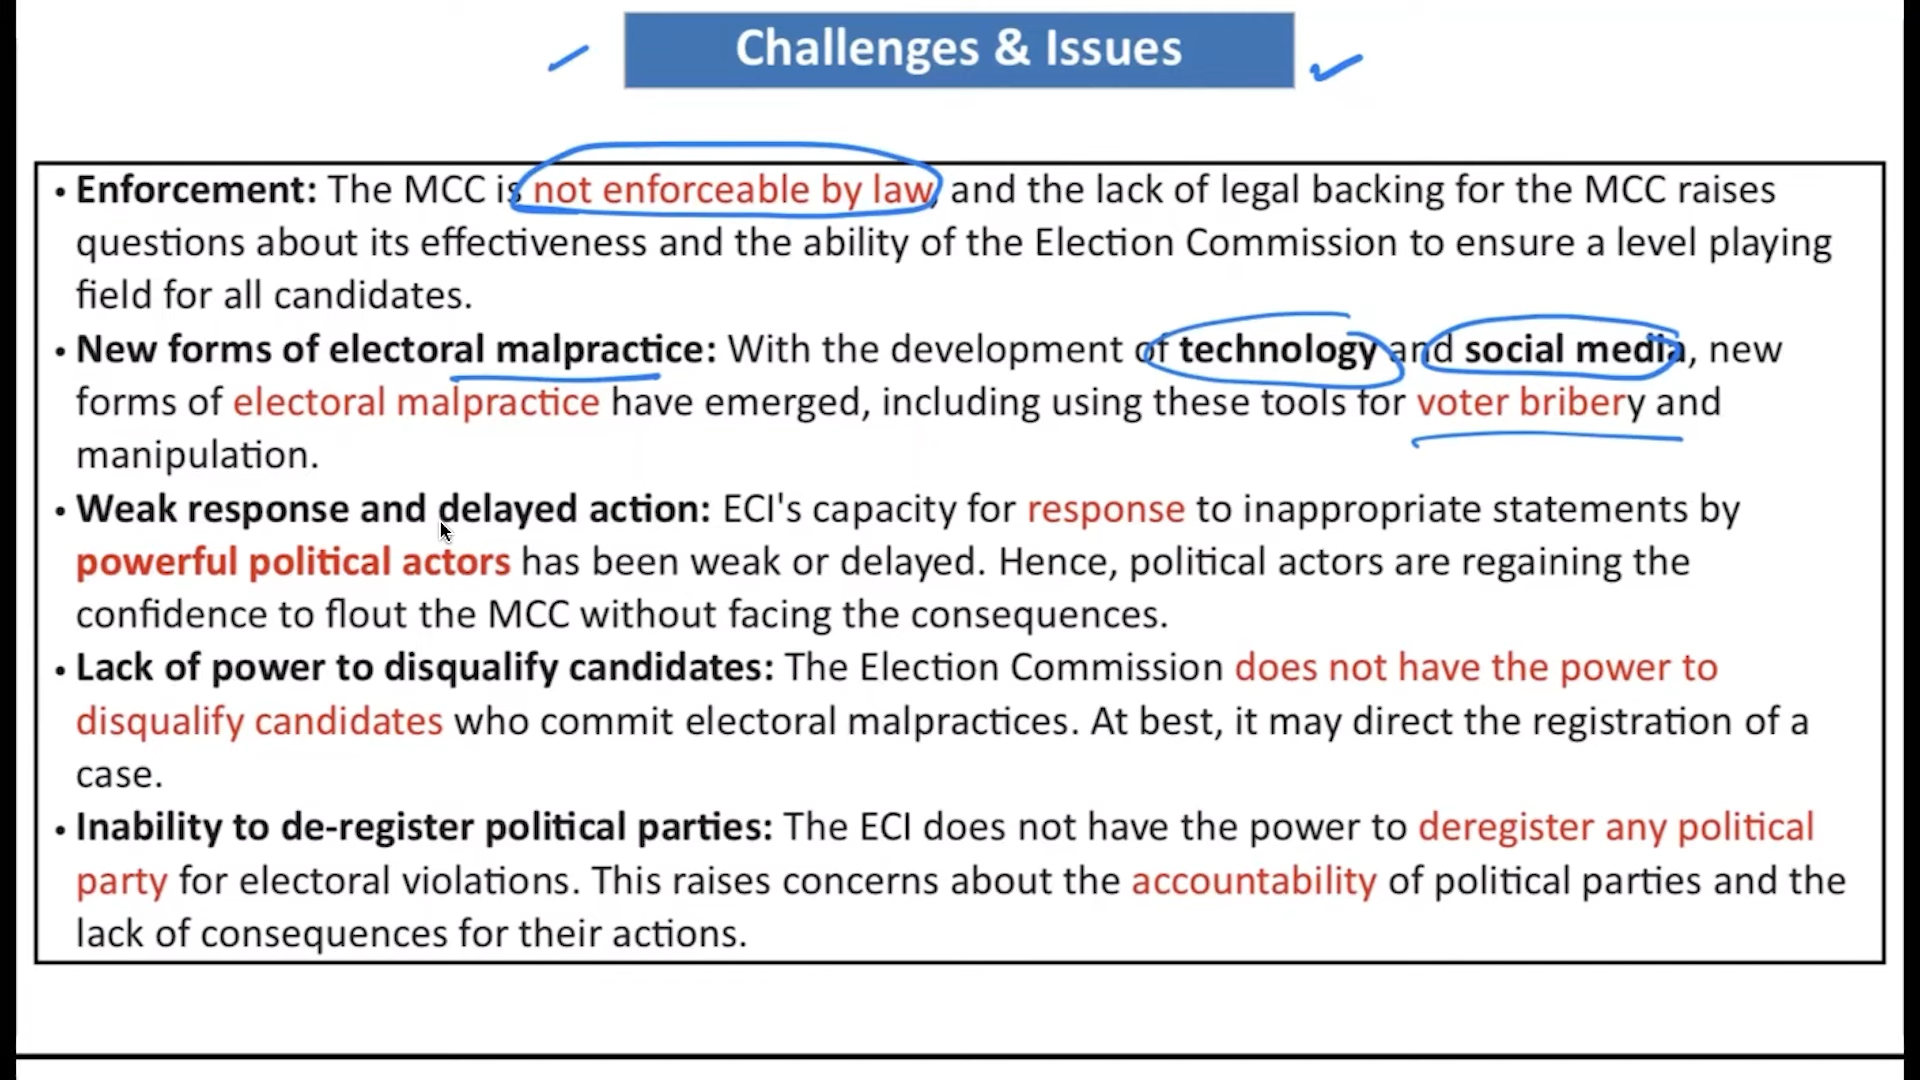 Challenges & Issues
• Enforcement: The MCC is not enforceable by law, and the lack of legal backing for the MCC raises
questions about its effectiveness and the ability of the Election Commission to ensure a level playing
field for all candidates.
• New forms of electoral malpractice: With the development of technology and social media, new
forms of electoral malpractice have emerged, including using these tools for voter bribery and
manipulation.
• Weak response and delayed action: ECI's capacity for response to inappropriate statements by
powerful political actors has been weak or delayed. Hence, political actors are regaining the
confidence to flout the MCC without facing the consequences.
• Lack of power to disqualify candidates: The Election Commission does not have the power to
disqualify candidates who commit electoral malpractices. At best, it may direct the registration of a
case.
• Inability to de-register political parties: The ECI does not have the power to deregister any political
party for electoral violations. This raises concerns about the accountability of political parties and the
lack of consequences for their actions.